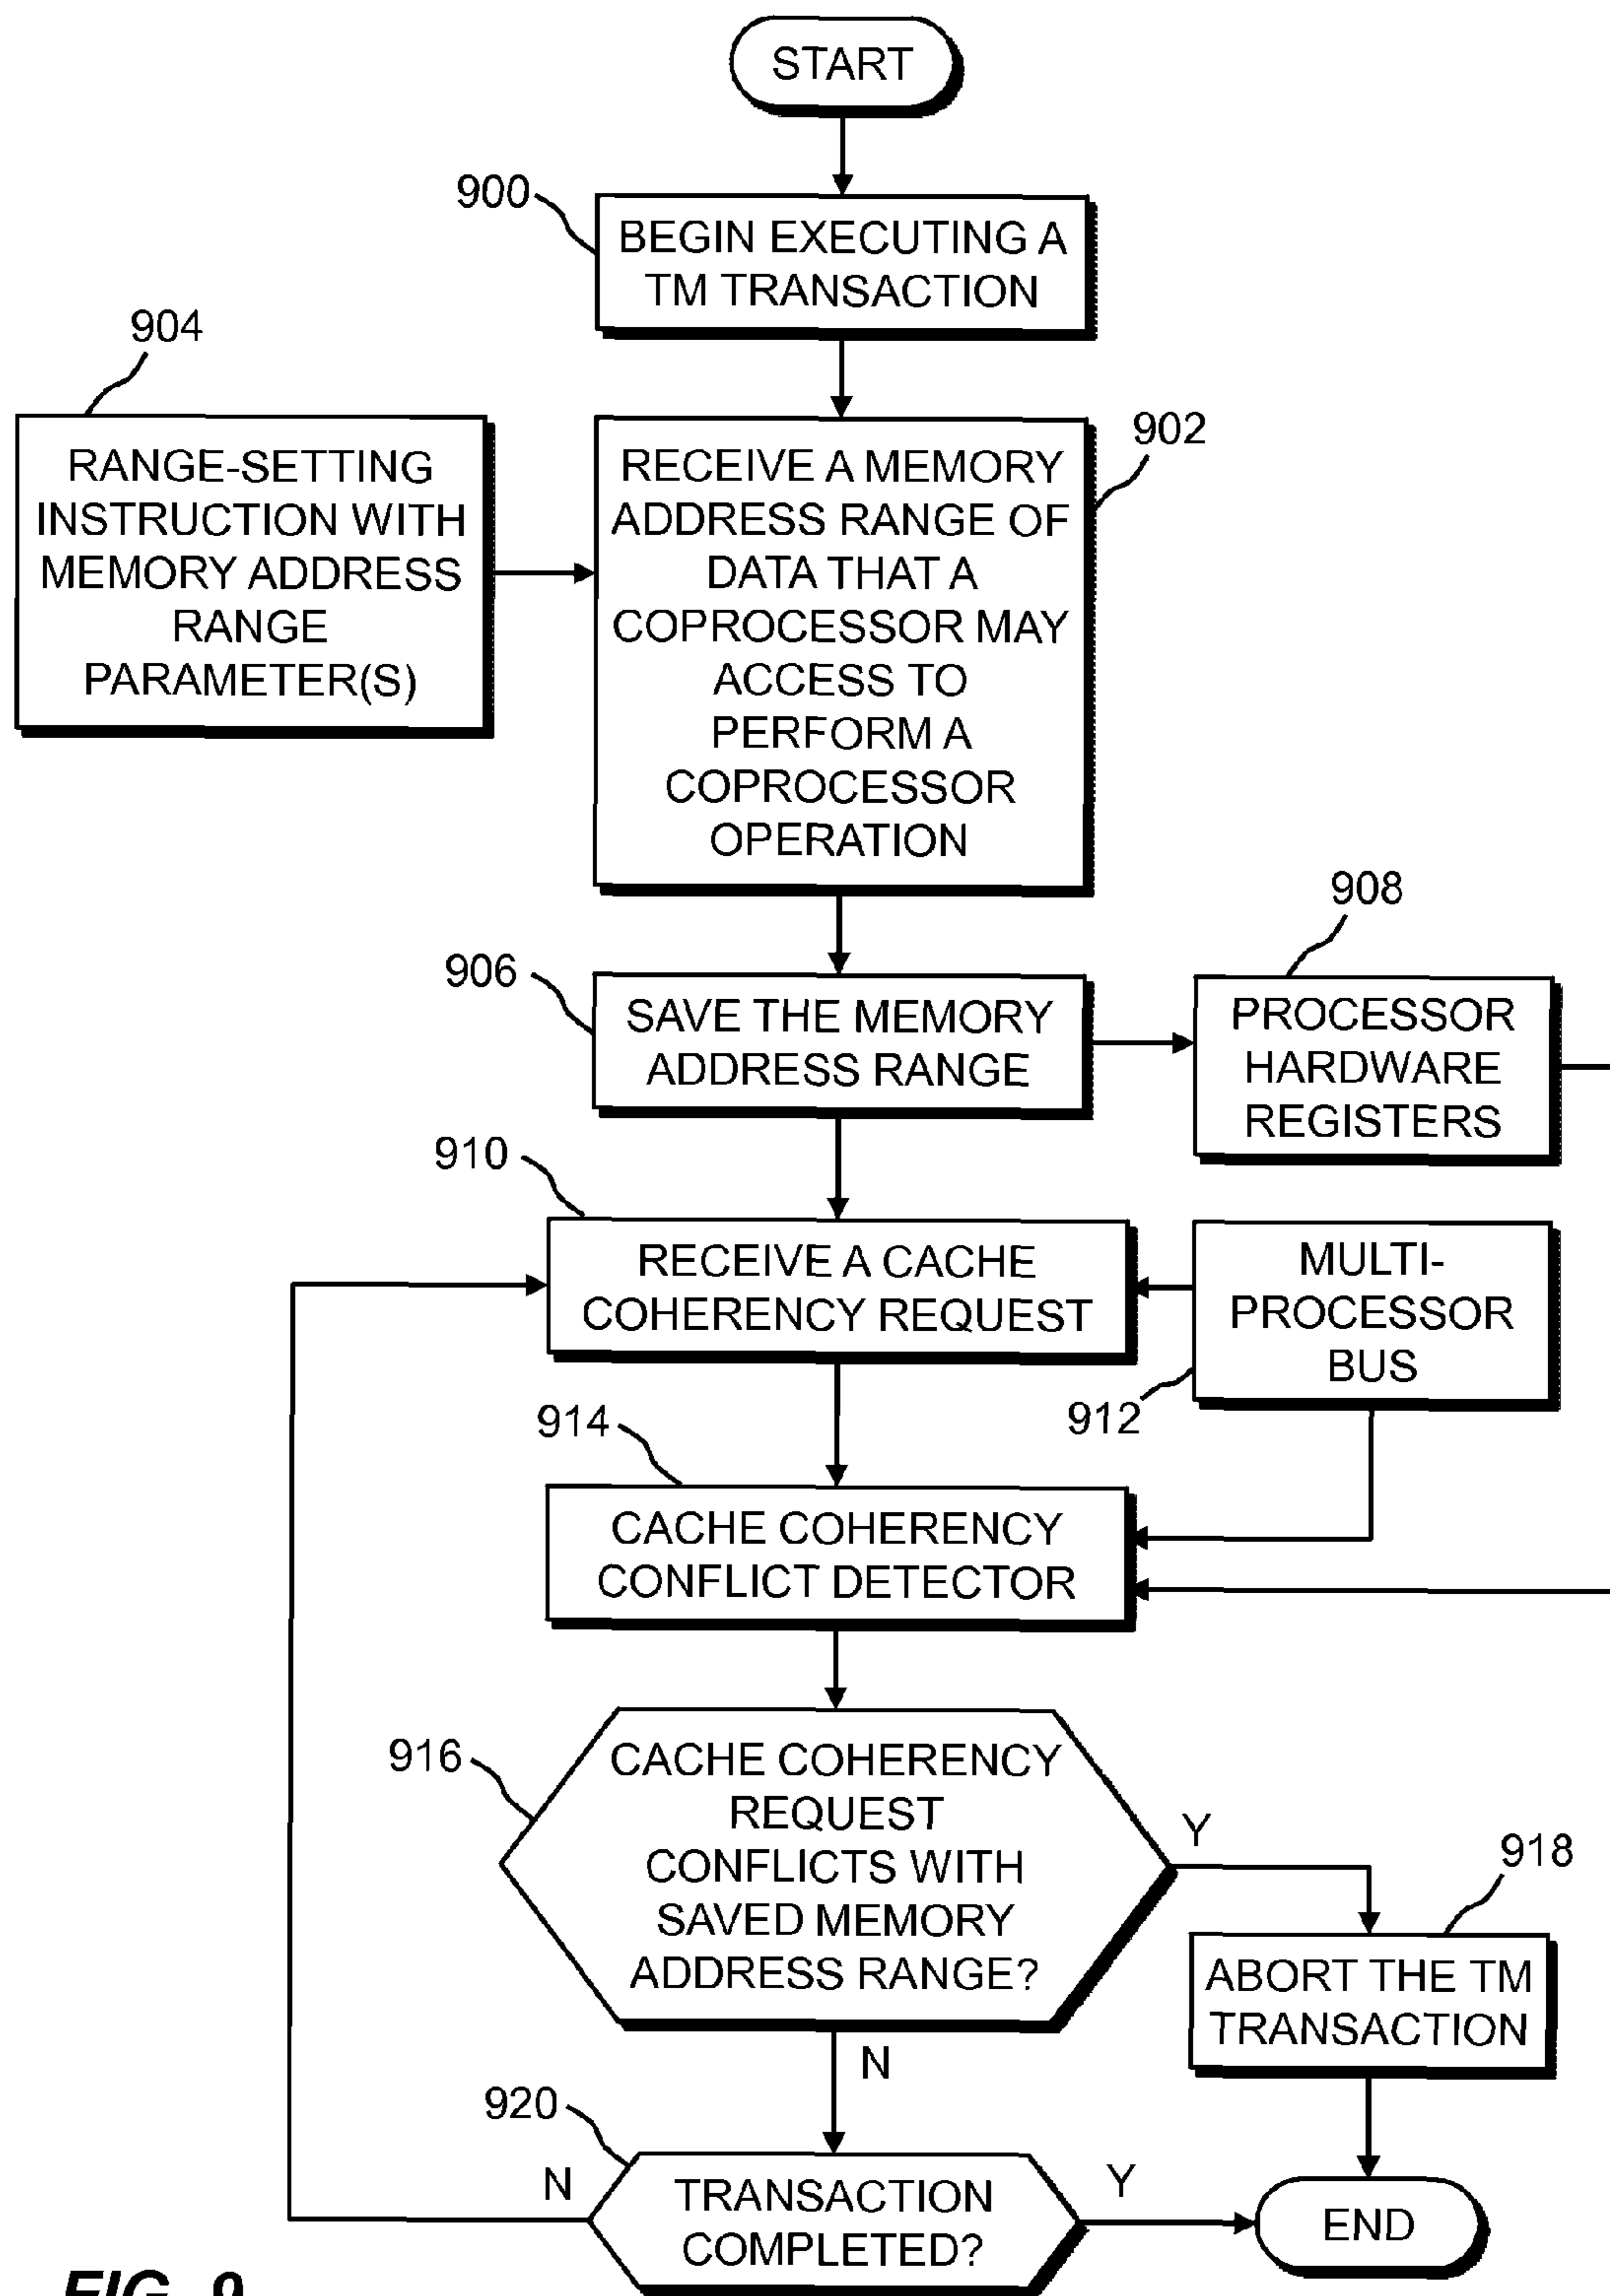 START
900
BEGIN EXECUTING A
TM TRANSACTION
904
RANGE-SETTING
INSTRUCTION WITH
MEMORY ADDRESS
RANGE
PARAMETER(S)
902
RECEIVE A MEMORY
ADDRESS RANGE OF
DATA THAT A
COPROCESSOR MAY
ACCESS TO
PERFORM A
COPROCESSOR
OPERATION
906
SAVE THE MEMORY
ADDRESS RANGE
908
PROCESSOR
HARDWARE
REGISTERS
910
RECEIVE A CACHE
COHERENCY REQUEST
MULTI-
PROCESSOR
BUS
912
914
CACHE COHERENCY
CONFLICT DETECTOR
916
CACHE COHERENCY
REQUEST
CONFLICTS WITH
SAVED MEMORY
ADDRESS RANGE?
Y
918
ABORT THE TM
TRANSACTION
N
920
N
TRANSACTION
COMPLETED?
Y
END
FIG. 9